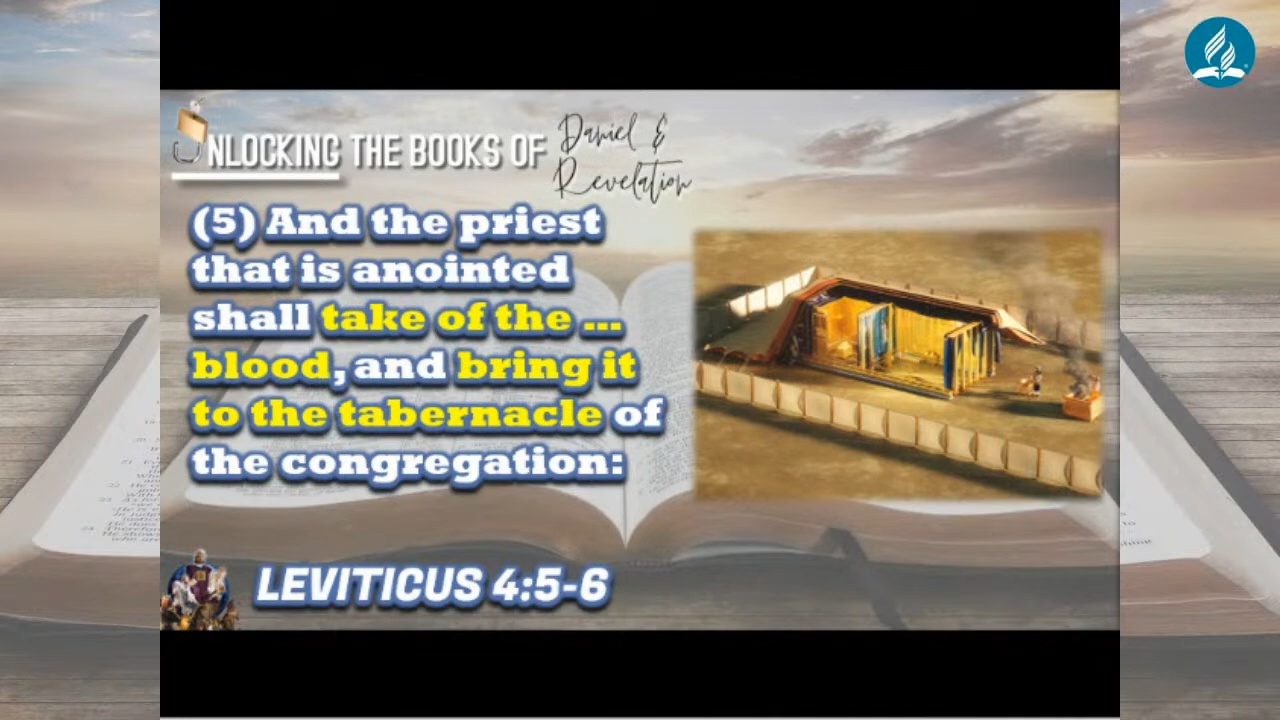 UNLOCKING THE BOOKS OF Daniel & Revelation
(5) And the priest
that is anointed
shall take of the ...
blood, and bring it
to the tabernacle of
the congregation:
LEVITICUS 4:5-6